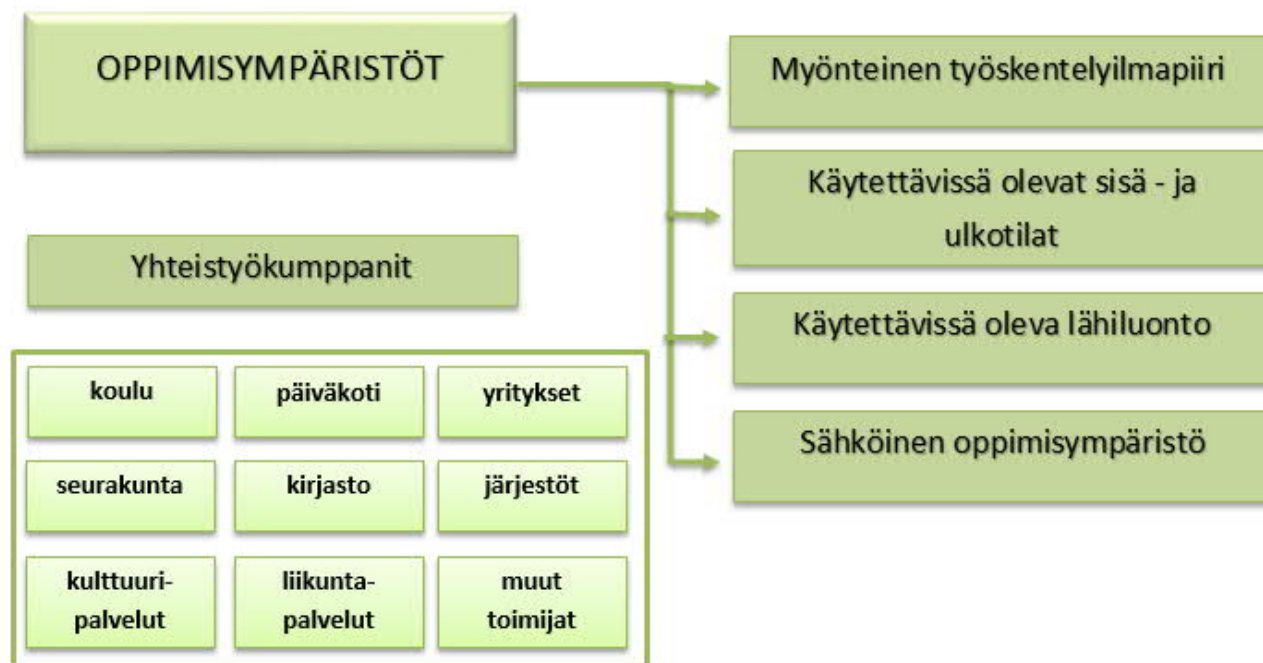 OPPIMISYMPÄRISTÖT
Myönteinen työskentelyilmapiiri
Käytettävissä olevat sisä - ja
ulkotilat
Käytettävissä oleva lähiluonto
Sähköinen oppimisympäristö
Yhteistyökumppanit
koulu
päiväkoti
yritykset
seurakunta
kirjasto
järjestöt
kulttuuri-
palvelut
liikunta-
palvelut
muut
toimijat